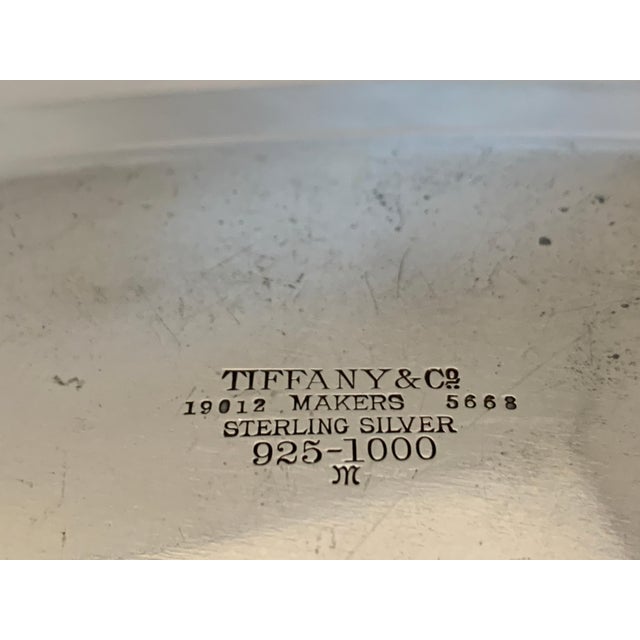 TIFFANY & Co
19012 MAKERS 5668
STERLING SILVER
925-1000
M